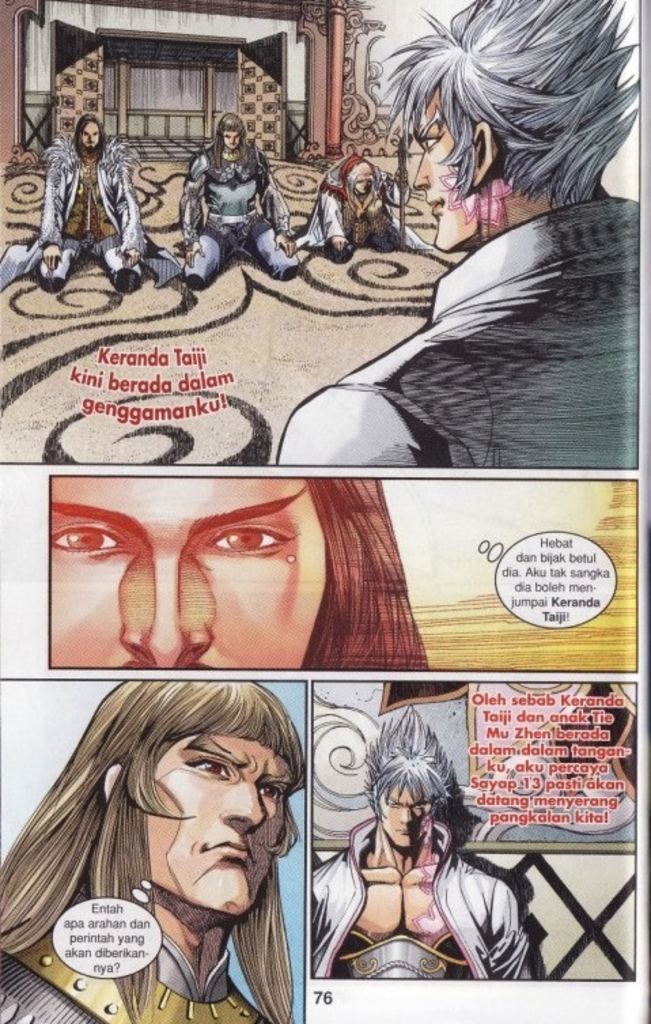 Keranda Taiji
kini berada dalam
genggamanku!
Hebat
dan bijak betul
dia. Aku tak sangka
dia boleh men-
jumpai Keranda
Taiji!
Entah
apa arahan dan
perintah yang
akan diberikan-
nya?
Oleh sebab Keranda
Taiji dan anak Tie
Mu Zhen berada
dalam dalam tangan-
ku, aku percaya
Sayap 13 pasti akan
datang menyerang
pangkalan kita!
76